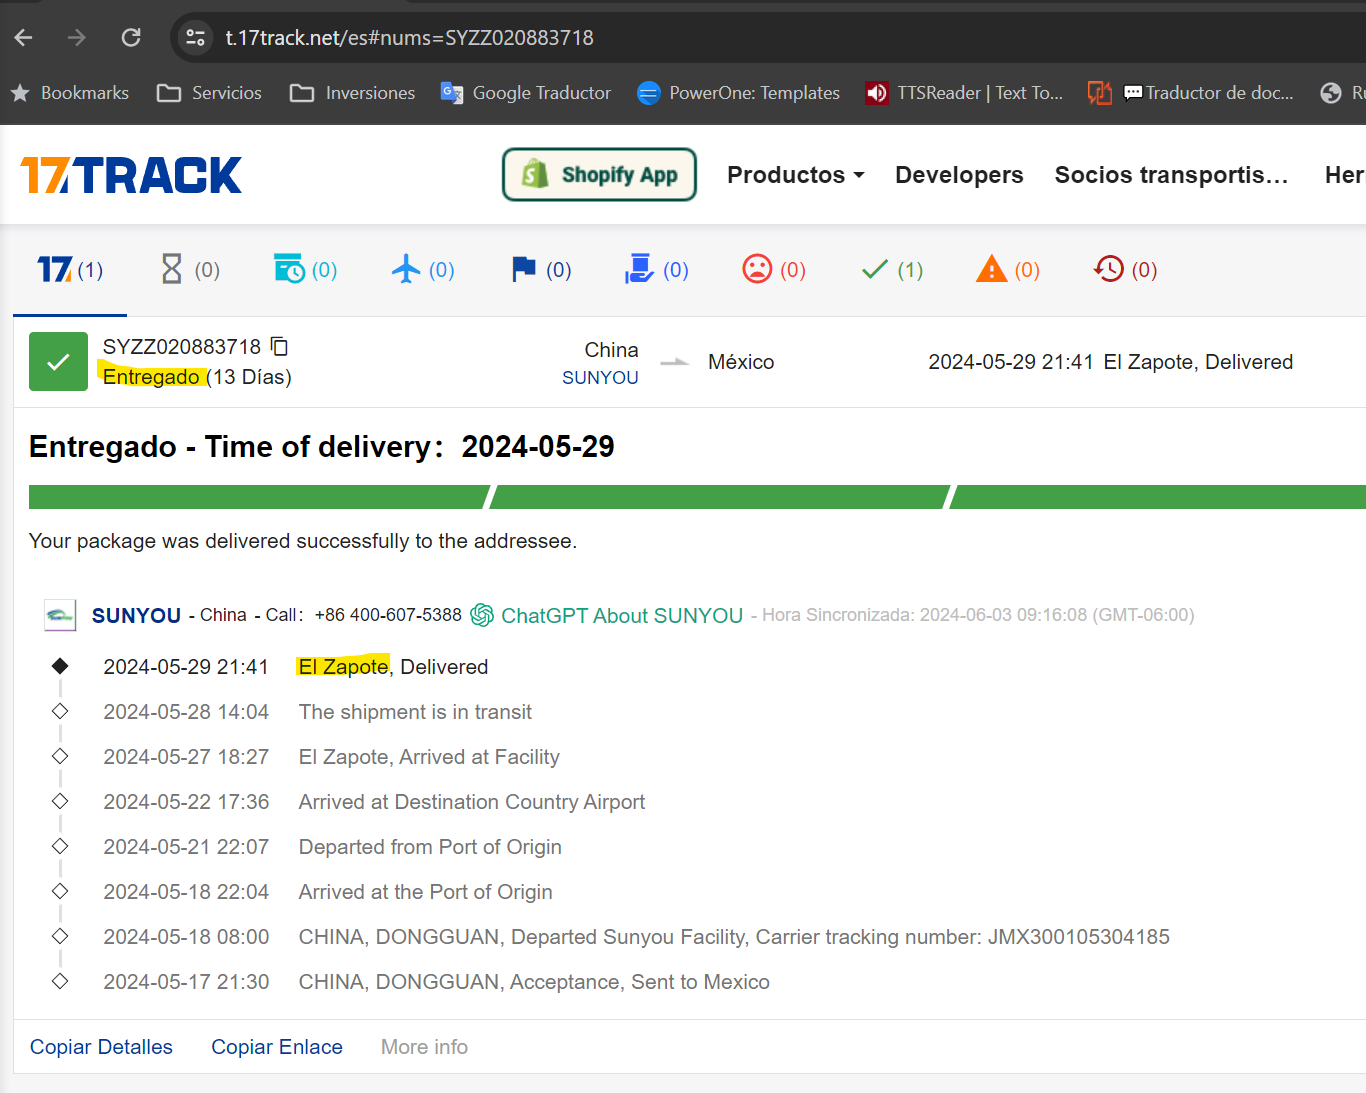 t.17track.net/es#nums=SYZZ020883718
Bookmarks Servicios Inversiones Google Traductor PowerOne: Templates TTSReader | Text To... Traductor de doc...
17TRACK Shopify App Productos Developers Socios transportis... Her
17 (1) (0) (0) (0) (0) (0) (0) (1) (0) (0)
SYZZ020883718
Entregado (13 Días)
China
SUNYOU
México
2024-05-29 21:41 El Zapote, Delivered
Entregado - Time of delivery: 2024-05-29
Your package was delivered successfully to the addressee.
SUNYOU - China - Call: +86 400-607-5388 ChatGPT About SUNYOU - Hora Sincronizada: 2024-06-03 09:16:08 (GMT-06:00)
2024-05-29 21:41 El Zapote, Delivered
2024-05-28 14:04 The shipment is in transit
2024-05-27 18:27 El Zapote, Arrived at Facility
2024-05-22 17:36 Arrived at Destination Country Airport
2024-05-21 22:07 Departed from Port of Origin
2024-05-18 22:04 Arrived at the Port of Origin
2024-05-18 08:00 CHINA, DONGGUAN, Departed Sunyou Facility, Carrier tracking number: JMX300105304185
2024-05-17 21:30 CHINA, DONGGUAN, Acceptance, Sent to Mexico
Copiar Detalles Copiar Enlace More info